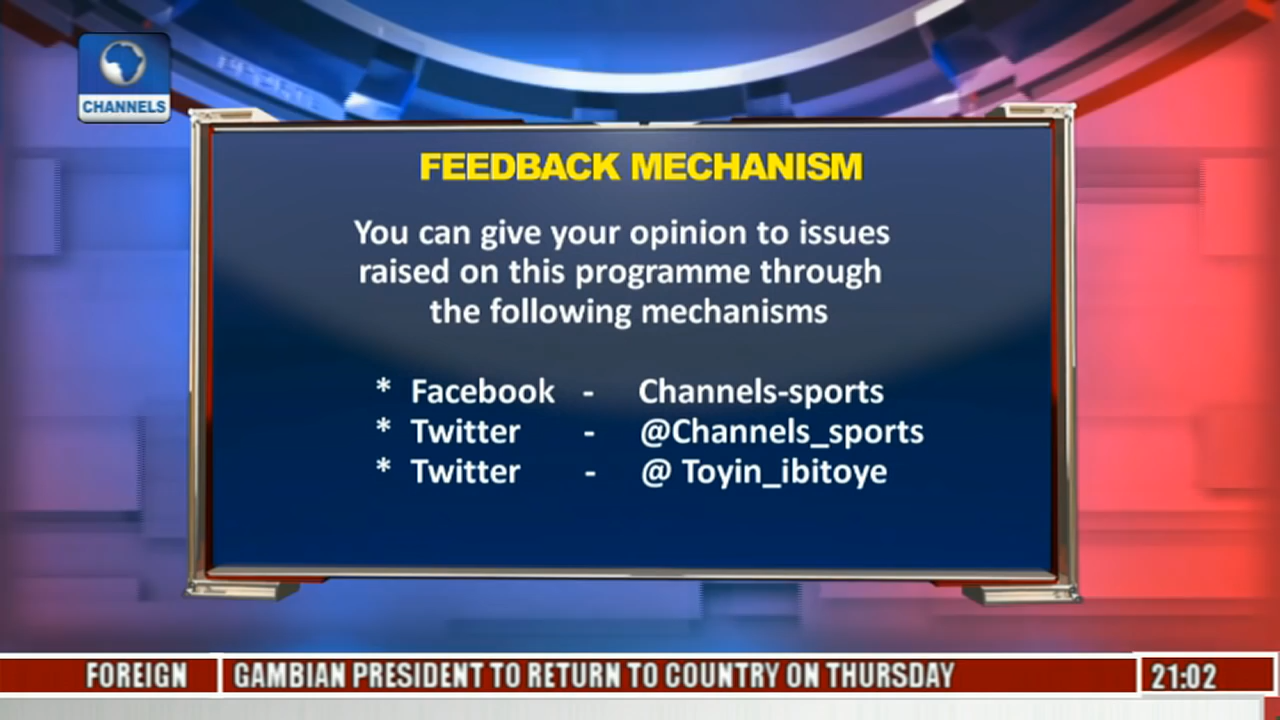 CHANNELS
FEEDBACK MECHANISM
You can give your opinion to issues
raised on this programme through
the following mechanisms
* Facebook - Channels-sports
* Twitter - @Channels_sports
* Twitter - @ Toyin_ibitoye
FOREIGN GAMBIAN PRESIDENT TO RETURN TO COUNTRY ON THURSDAY 21:02